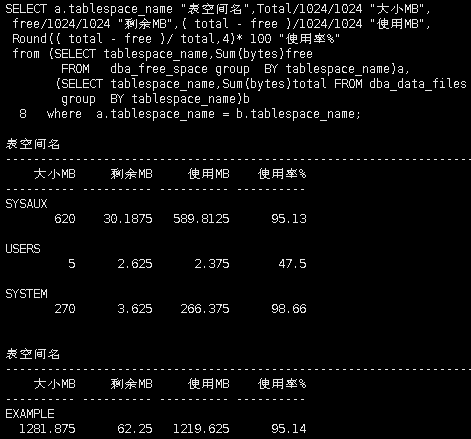 SELECT a.tablespace_name "表空间名",Total/1024/1024 "大小MB",
free/1024/1024 "剩余MB",( total - free )/1024/1024 "使用MB",
Round(( total - free )/ total,4)* 100 "使用率%"
from (SELECT tablespace_name,Sum(bytes)free
FROM   dba_free_space group  BY tablespace_name)a,
(SELECT tablespace_name,Sum(bytes)total FROM dba_data_files
group  BY tablespace_name)b
8   where  a.tablespace_name = b.tablespace_name;
表空间名
--------------------------------------------------------------------------------
大小MB     剩余MB     使用MB    使用率%
---------- ---------- ---------- ----------
SYSAUX
620    30.1875   589.8125      95.13
USERS
5      2.625      2.375       47.5
SYSTEM
270      3.625    266.375      98.66
表空间名
--------------------------------------------------------------------------------
大小MB     剩余MB     使用MB    使用率%
---------- ---------- ---------- ----------
EXAMPLE
1281.875      62.25   1219.625      95.14